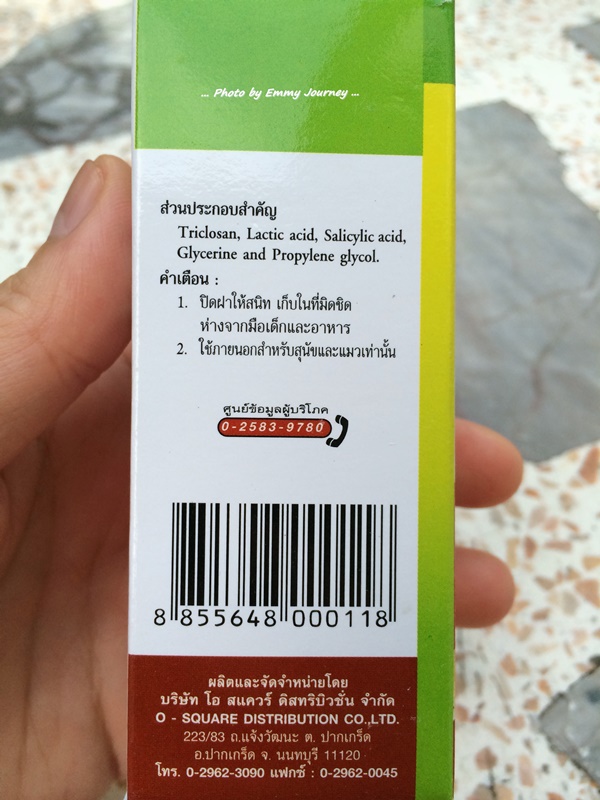 ... Photo by Emmy Journey ...
ส่วนประกอบสำคัญ
Triclosan, Lactic acid, Salicylic acid,
Glycerine and Propylene glycol.
คำเตือน :
1. ปิดฝาให้สนิท เก็บในที่มิดชิด
ห่างจากมือเด็กและอาหาร
2. ใช้ภายนอกสำหรับสุนัขและแมวเท่านั้น
ศูนย์ข้อมูลผู้บริโภค
0-2583-9780
8 855648 000118
ผลิตและจัดจำหน่ายโดย
บริษัท โอ สแควร์ ดิสทริบิวชั่น จำกัด
O - SQUARE DISTRIBUTION CO.,LTD.
223/83 ถ.แจ้งวัฒนะ ต. ปากเกร็ด
อ.ปากเกร็ด จ. นนทบุรี 11120
โทร. 0-2962-3090 แฟกซ์ : 0-2962-0045